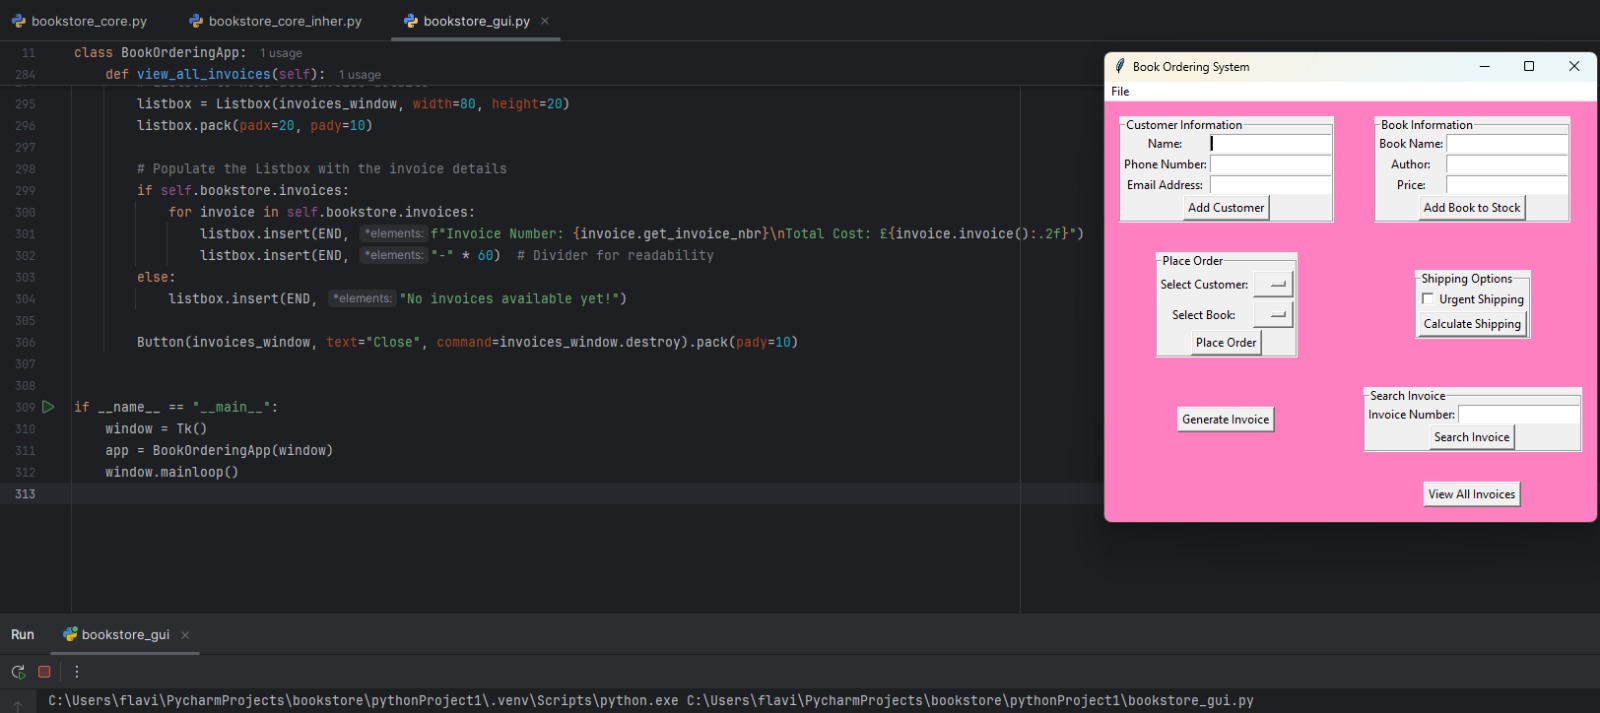 bookstore_core.py bookstore_core_inher.py bookstore_gui.py
11 class BookOrderingApp: 1 usage
284 def view_all_invoices(self): 1 usage
295 listbox = Listbox(invoices_window, width=80, height=20)
296 listbox.pack(padx=20, pady=10)
297
298 # Populate the Listbox with the invoice details
299 if self.bookstore.invoices:
300 for invoice in self.bookstore.invoices:
301 listbox.insert(END, *elements: f"Invoice Number: {invoice.get_invoice_nbr}\nTotal Cost: £{invoice.invoice():.2f}")
302 listbox.insert(END, *elements: "-" * 60) # Divider for readability
303 else:
304 listbox.insert(END, *elements: "No invoices available yet!")
305
306 Button(invoices_window, text="Close", command=invoices_window.destroy).pack(pady=10)
307
308
309 if __name__ == "__main__":
310 window = Tk()
311 app = BookOrderingApp(window)
312 window.mainloop()
313
Book Ordering System
File
Customer Information
Name:
Phone Number:
Email Address:
Add Customer
Book Information
Book Name:
Author:
Price:
Add Book to Stock
Place Order
Select Customer:
Select Book:
Place Order
Shipping Options
Urgent Shipping
Calculate Shipping
Generate Invoice
Search Invoice
Invoice Number:
Search Invoice
View All Invoices
Run bookstore_gui
C:\Users\flavi\PycharmProjects\bookstore\pythonProject1\.venv\Scripts\python.exe C:\Users\flavi\PycharmProjects\bookstore\pythonProject1\bookstore_gui.py